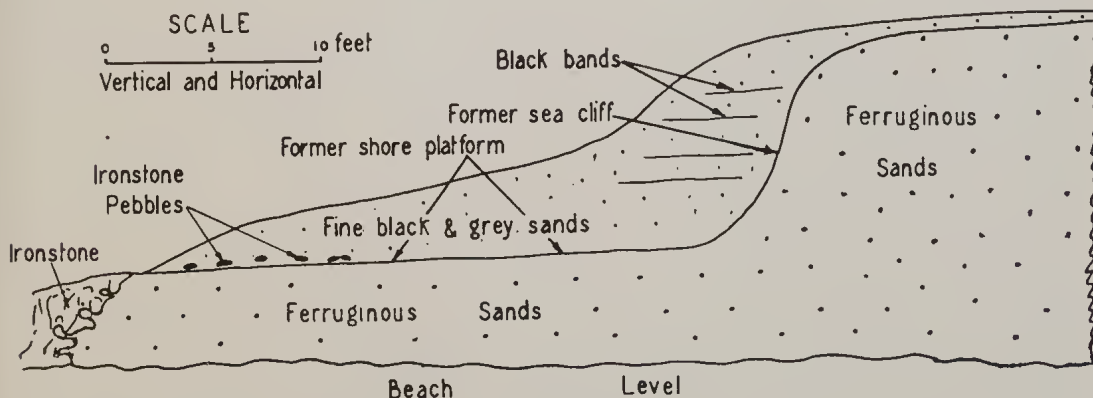 SCALE
0 5 10 feet
Vertical and Horizontal
Black bands
Former sea cliff
Ferruginous
Sands
Former shore platform
Ironstone
Pebbles
Fine black & grey sands
Ironstone
Ferruginous Sands
Beach Level